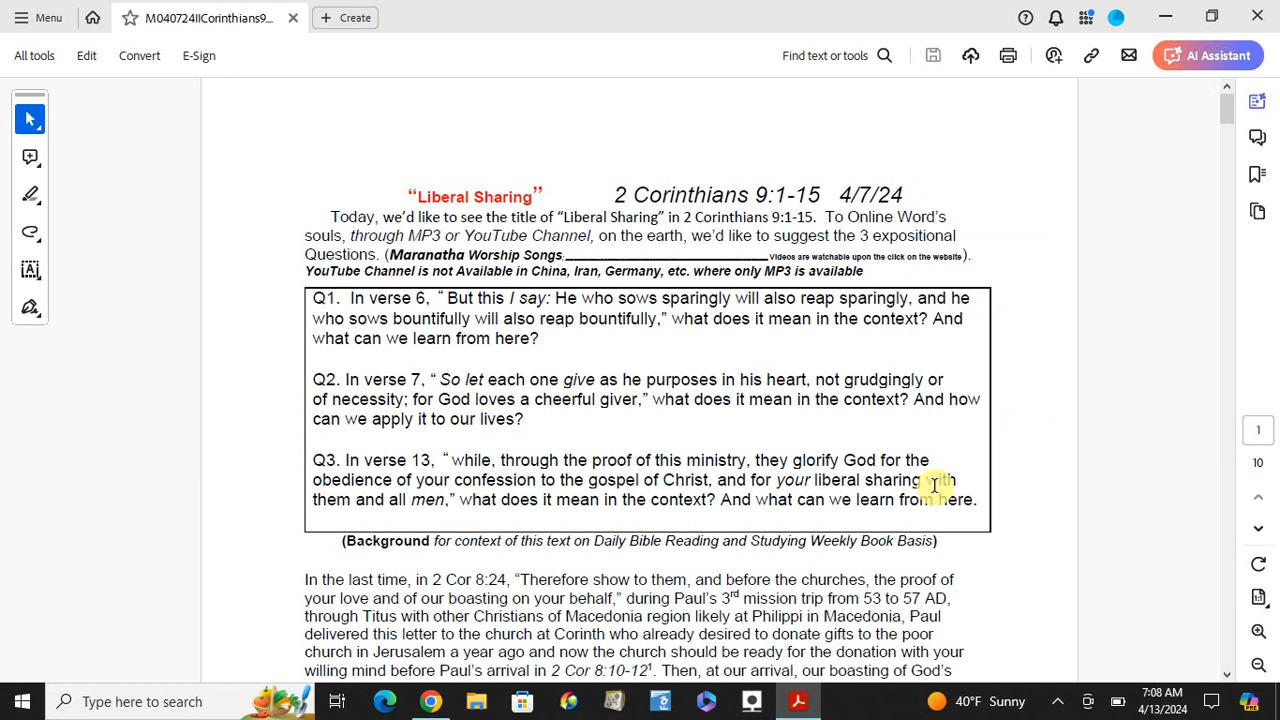 Menu
M040724IICorinthians9...
Create
All tools
Edit
Convert
E-Sign
Find text or tools
AI Assistant
“Liberal Sharing” 2 Corinthians 9:1-15 4/7/24
Today, we’d like to see the title of “Liberal Sharing” in 2 Corinthians 9:1-15. To Online Word’s
souls, through MP3 or YouTube Channel, on the earth, we’d like to suggest the 3 expositional
Questions. (Maranatha Worship Songs:____________________________Videos are watchable upon the click on the website).
YouTube Channel is not Available in China, Iran, Germany, etc. where only MP3 is available
Q1. In verse 6, “ But this I say: He who sows sparingly will also reap sparingly, and he
who sows bountifully will also reap bountifully,” what does it mean in the context? And
what can we learn from here?
Q2. In verse 7, “ So let each one give as he purposes in his heart, not grudgingly or
of necessity; for God loves a cheerful giver,” what does it mean in the context? And how
can we apply it to our lives?
Q3. In verse 13, “ while, through the proof of this ministry, they glorify God for the
obedience of your confession to the gospel of Christ, and for your liberal sharing with
them and all men,” what does it mean in the context? And what can we learn from here.
(Background for context of this text on Daily Bible Reading and Studying Weekly Book Basis)
In the last time, in 2 Cor 8:24, “Therefore show to them, and before the churches, the proof of
your love and of our boasting on your behalf,” during Paul’s 3rd mission trip from 53 to 57 AD,
through Titus with other Christians of Macedonia region likely at Philippi in Macedonia, Paul
delivered this letter to the church at Corinth who already desired to donate gifts to the poor
church in Jerusalem a year ago and now the church should be ready for the donation with your
willing mind before Paul’s arrival in 2 Cor 8:10-12¹. Then, at our arrival, our boasting of God’s
1
10
Type here to search
40°F Sunny
7:08 AM
4/13/2024